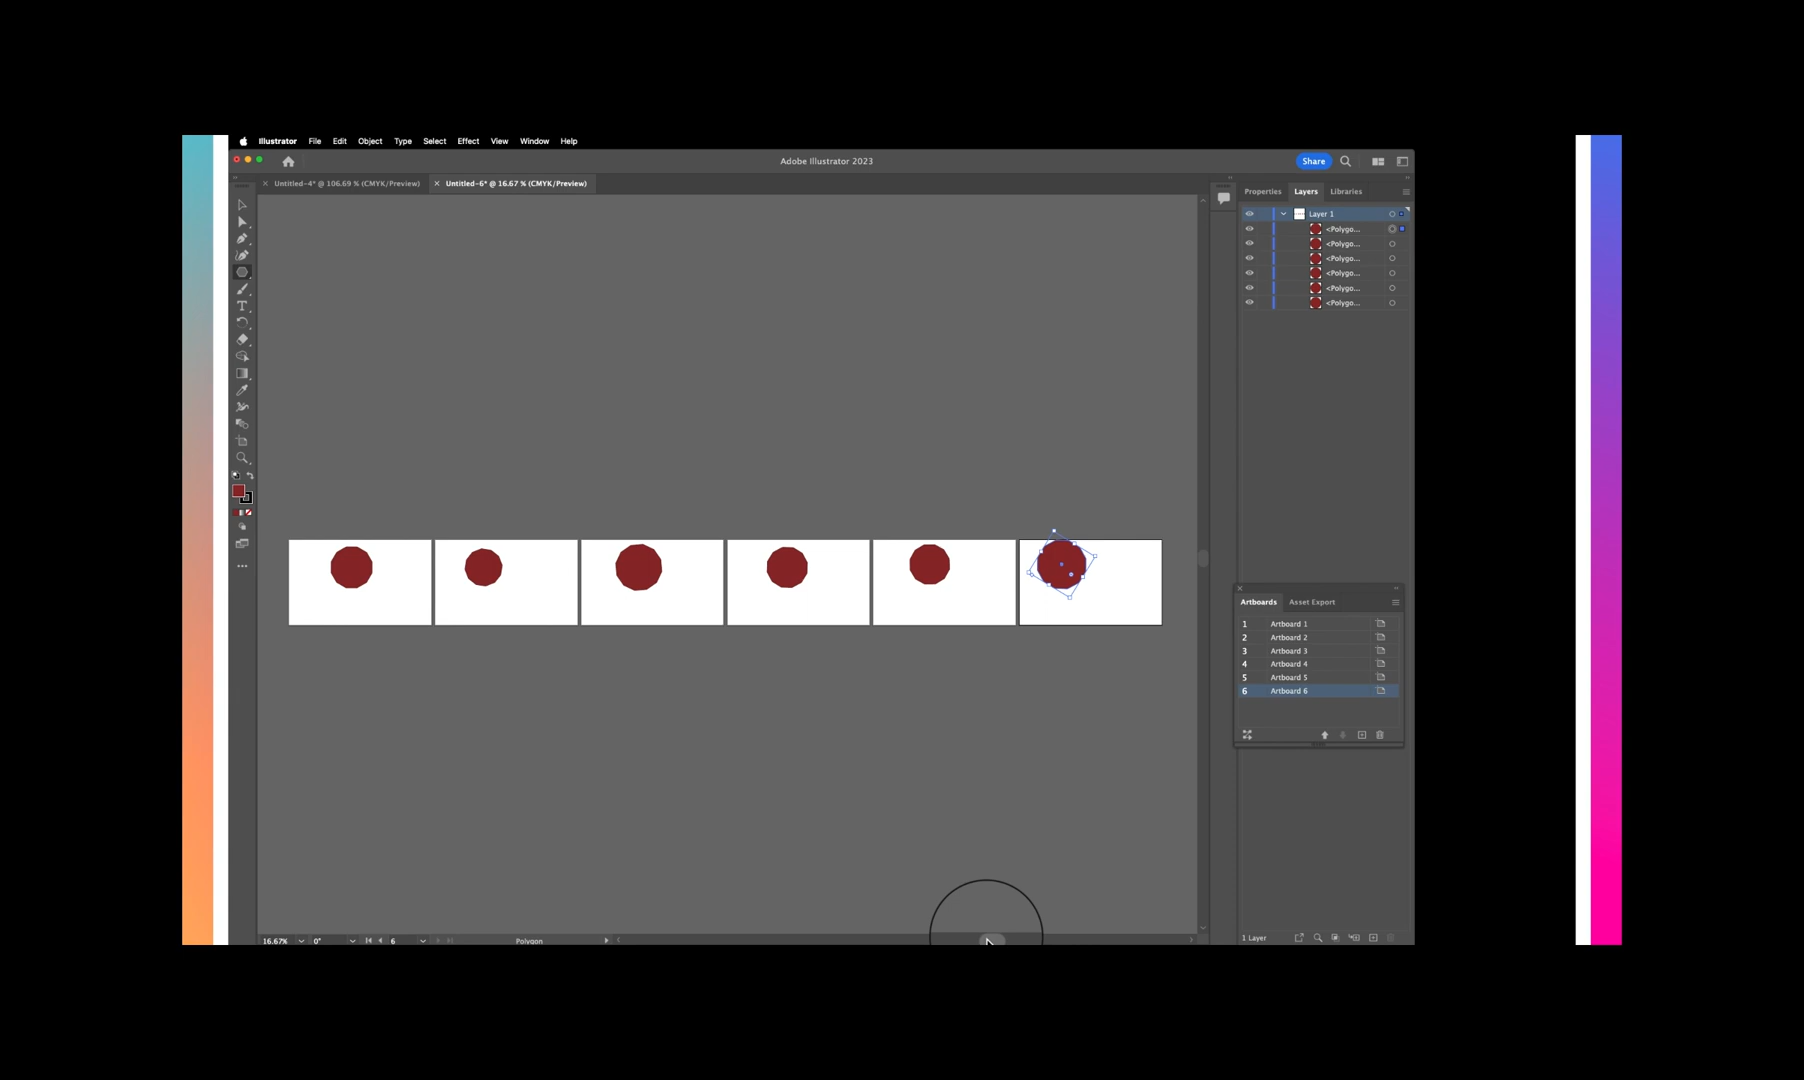 Illustrator File Edit Object Type Select Effect View Window Help
Adobe Illustrator 2023
Share
× Untitled-4* @ 106.69 % (CMYK/Preview) × Untitled-6* @ 16.67 % (CMYK/Preview)
Properties Layers Libraries
Layer 1
<Polygo...
<Polygo...
<Polygo...
<Polygo...
<Polygo...
<Polygo...
Artboards Asset Export
1 Artboard 1
2 Artboard 2
3 Artboard 3
4 Artboard 4
5 Artboard 5
6 Artboard 6
16.67% 0° 6 Polygon
1 Layer